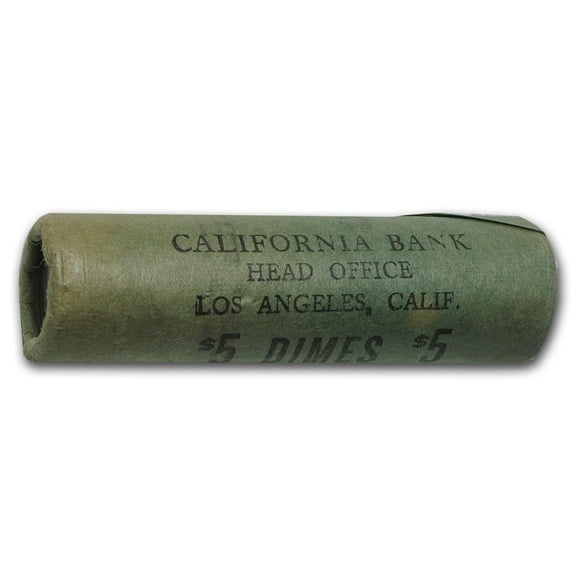 CALIFORNIA BANK
HEAD OFFICE
LOS ANGELES, CALIF.
$5 DIMES $5